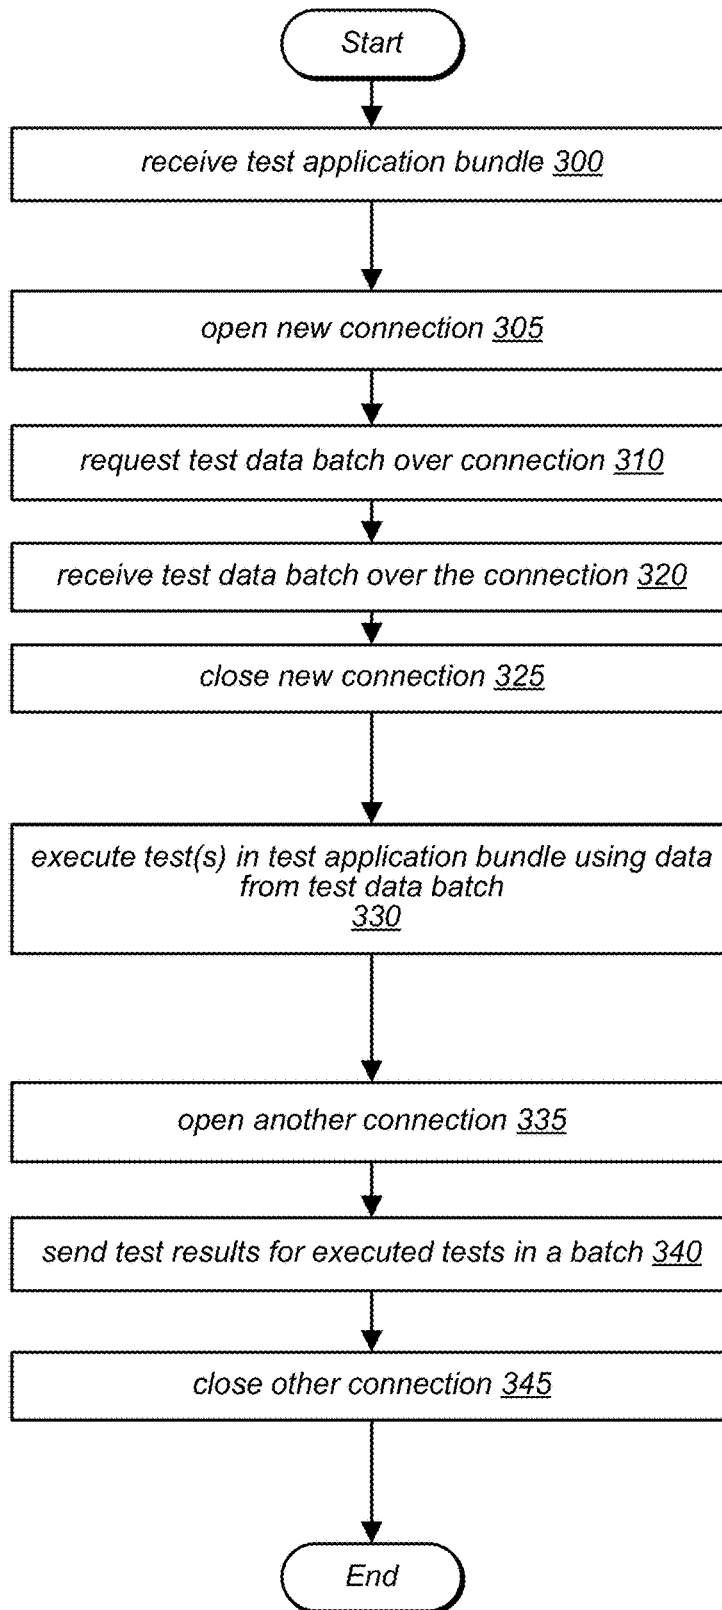 Start
receive test application bundle 300
open new connection 305
request test data batch over connection 310
receive test data batch over the connection 320
close new connection 325
execute test(s) in test application bundle using data
from test data batch
330
open another connection 335
send test results for executed tests in a batch 340
close other connection 345
End